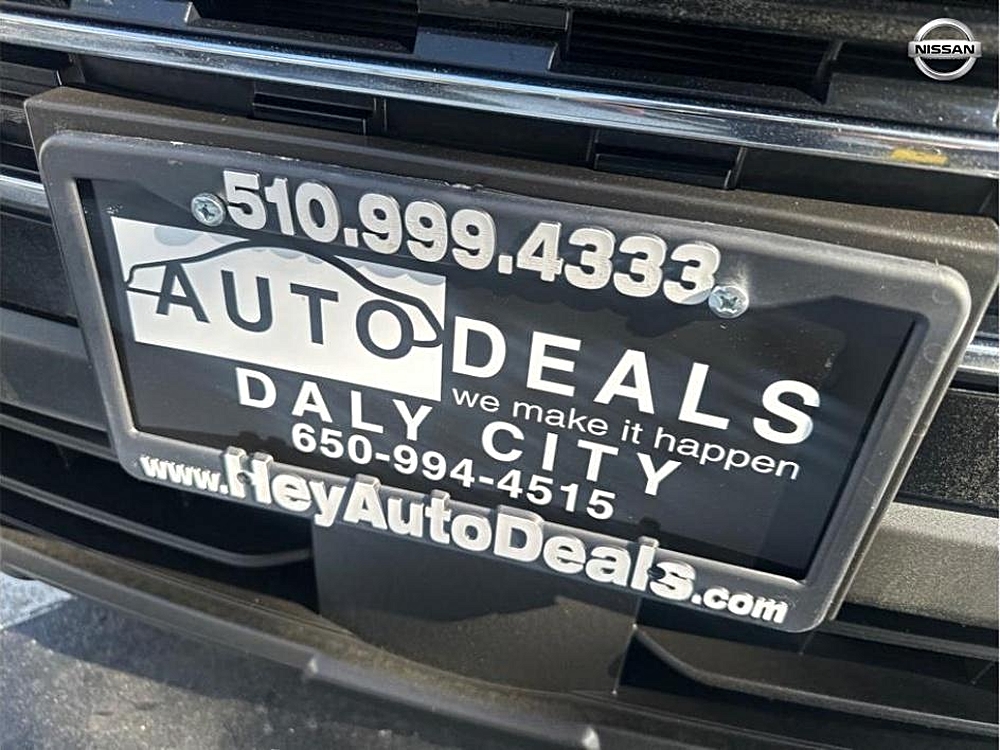 NISSAN
510.999.4333
AUTO DEALS
we make it happen
DALY CITY
650-994-4515
www.HeyAutoDeals.com